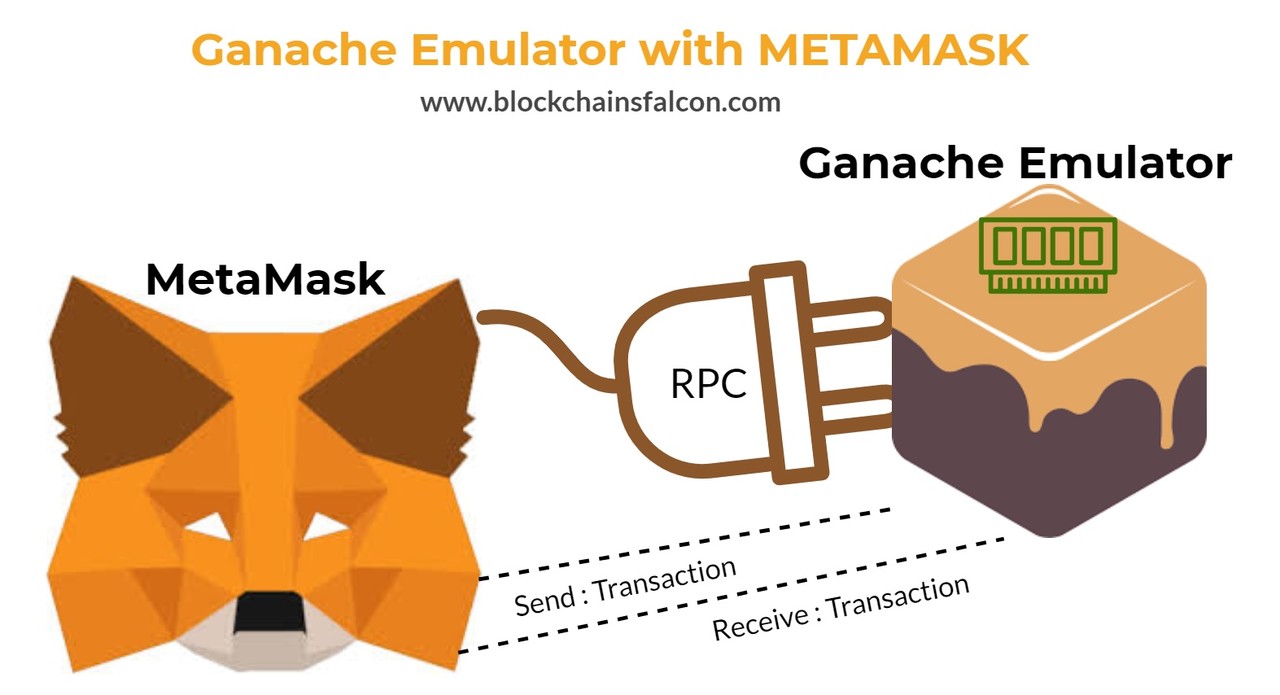 Ganache Emulator with METAMASK
www.blockchainsfalcon.com
Ganache Emulator
MetaMask
RPC
Send : Transaction
Receive : Transaction